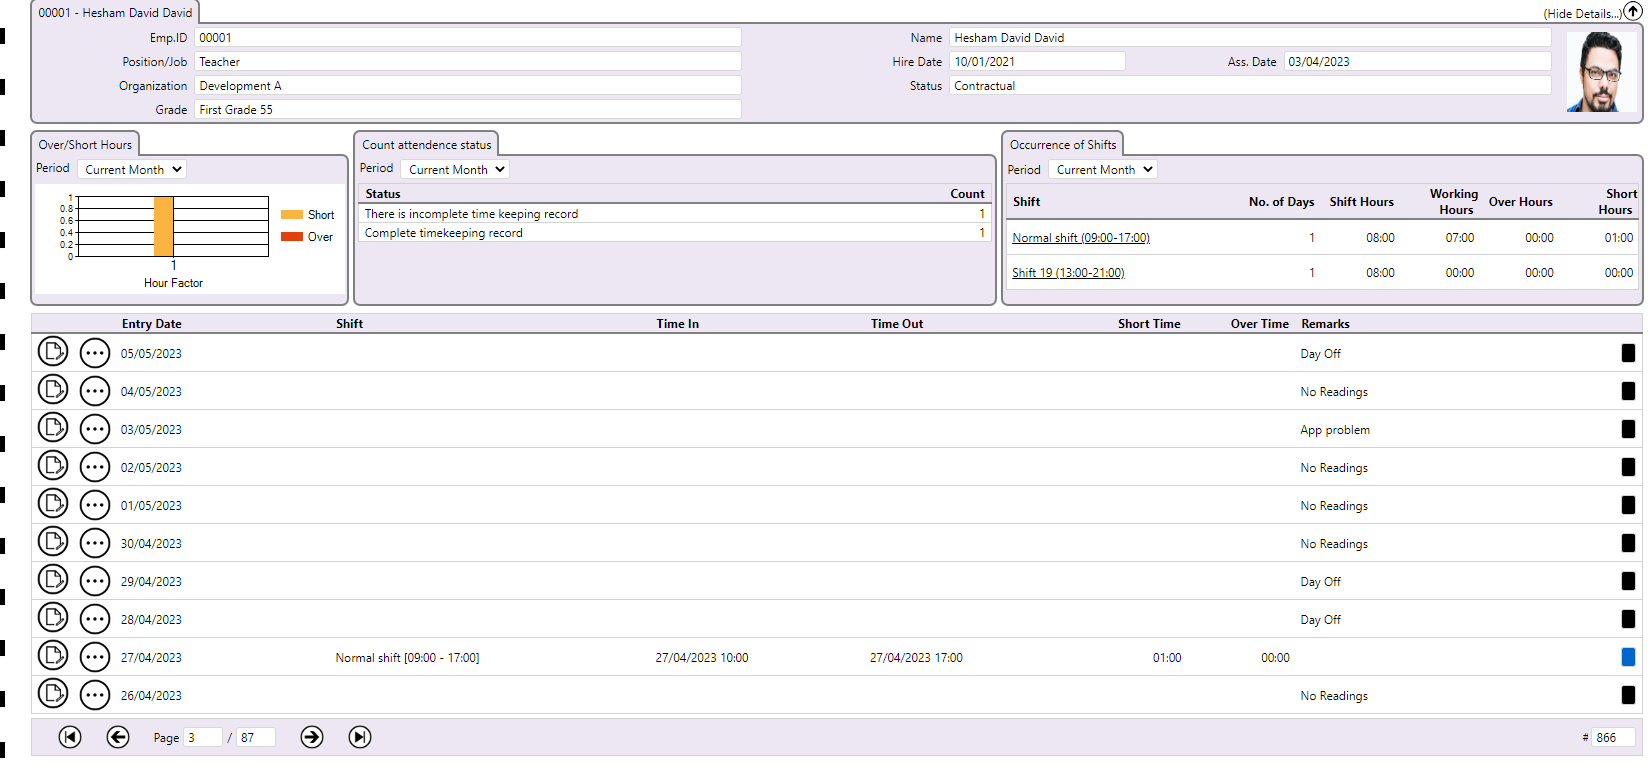 00001 - Hesham David David
(Hide Details...)
Emp.ID 00001 Name Hesham David David
Position/Job Teacher Hire Date 10/01/2021 Ass. Date 03/04/2023
Organization Development A Status Contractual
Grade First Grade 55
Over/Short Hours
Period Current Month
1
0.8
0.6
0.4
0.2
0
1
Hour Factor
Short
Over
Count attendence status
Period Current Month
Status Count
There is incomplete time keeping record 1
Complete timekeeping record 1
Occurrence of Shifts
Period Current Month
Shift No. of Days Shift Hours Working Hours Over Hours Short Hours
Normal shift (09:00-17:00) 1 08:00 07:00 00:00 01:00
Shift 19 (13:00-21:00) 1 08:00 00:00 00:00 00:00
Entry Date Shift Time In Time Out Short Time Over Time Remarks
05/05/2023 Day Off
04/05/2023 No Readings
03/05/2023 App problem
02/05/2023 No Readings
01/05/2023 No Readings
30/04/2023 No Readings
29/04/2023 Day Off
28/04/2023 Day Off
27/04/2023 Normal shift [09:00 - 17:00] 27/04/2023 10:00 27/04/2023 17:00 01:00 00:00
26/04/2023 No Readings
Page 3 / 87 # 866